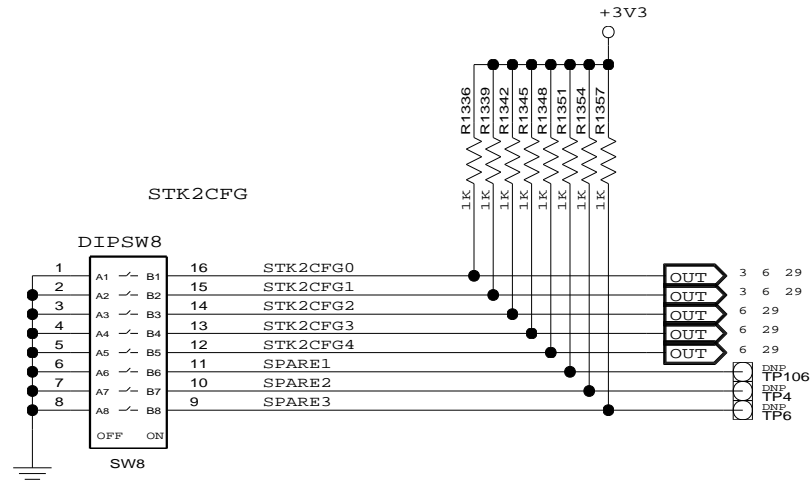 +3V3
R1336
R1339
R1342
R1345
R1348
R1351
R1354
R1357
1K
1K
1K
1K
1K
1K
1K
1K
STK2CFG
DIPSW8
1 A1 B1 16 STK2CFG0 OUT 3 6 29
2 A2 B2 15 STK2CFG1 OUT 3 6 29
3 A3 B3 14 STK2CFG2 OUT 6 29
4 A4 B4 13 STK2CFG3 OUT 6 29
5 A5 B5 12 STK2CFG4 OUT 6 29
6 A6 B6 11 SPARE1 DNP
TP106
7 A7 B7 10 SPARE2 DNP
TP4
8 A8 B8 9 SPARE3 DNP
TP6
OFF ON
SW8